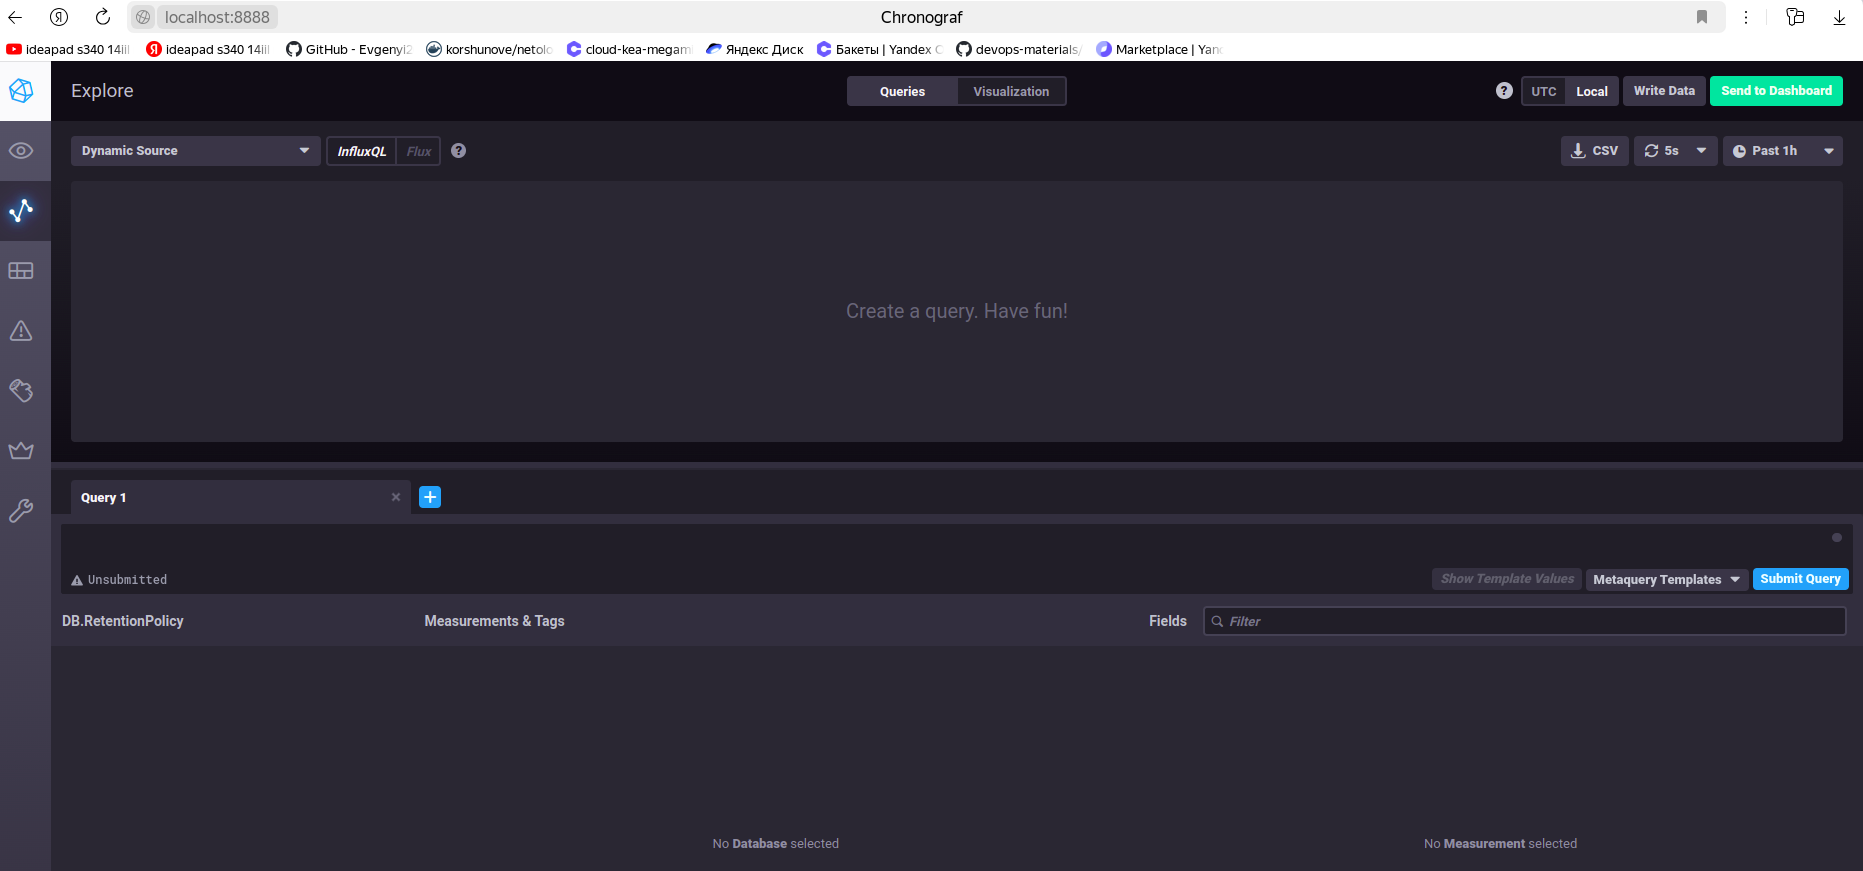 localhost:8888
Chronograf
ideapad s340 14iil
ideapad s340 14iil
GitHub - Evgenyi2
korshunove/netolo
cloud-kea-megam
Яндекс Диск
Бакеты | Yandex C
devops-materials/
Marketplace | Yan
Explore
Queries
Visualization
?
UTC
Local
Write Data
Send to Dashboard
Dynamic Source
InfluxQL
Flux
?
CSV
5s
Past 1h
Create a query. Have fun!
Query 1
Unsubmitted
Show Template Values
Metaquery Templates
Submit Query
DB.RetentionPolicy
Measurements & Tags
Fields
Filter
No Database selected
No Measurement selected